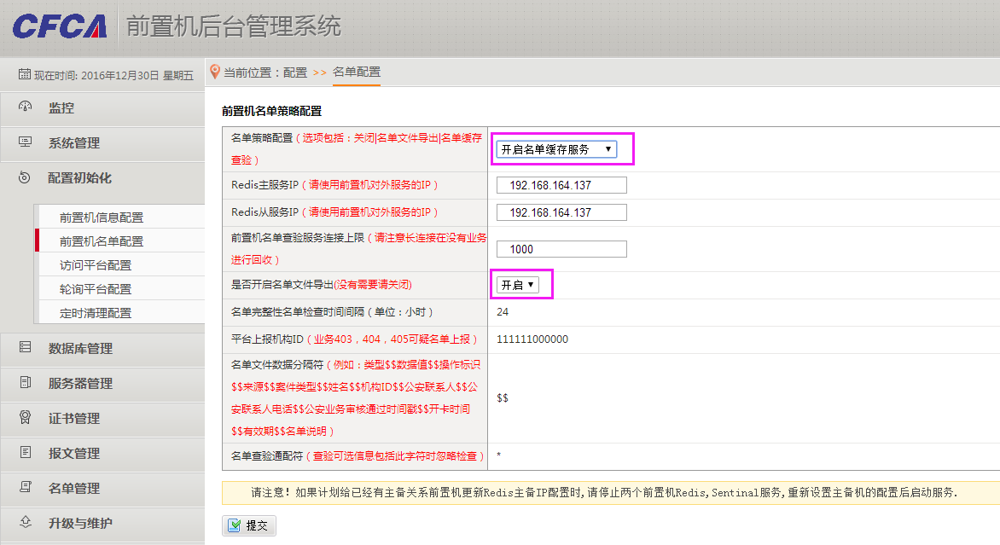 CFCA 前置机后台管理系统
现在时间: 2016年12月30日 星期五
当前位置：配置 >> 名单配置
监控
系统管理
配置初始化
前置机信息配置
前置机名单配置
访问平台配置
轮询平台配置
定时清理配置
数据库管理
服务器管理
证书管理
报文管理
名单管理
升级与维护
前置机名单策略配置
名单策略配置（选项包括：关闭|名单文件导出|名单缓存
查验）
开启名单缓存服务
Redis主服务IP（请使用前置机对外服务的IP）
192.168.164.137
Redis从服务IP（请使用前置机对外服务的IP）
192.168.164.137
前置机名单查验服务连接上限（请注意长连接在没有业务
进行回收）
1000
是否开启名单文件导出(没有需要请关闭)
开启
名单完整性名单检查时间间隔（单位：小时）
24
平台上报机构ID（业务403，404，405可疑名单上报）
111111000000
名单文件数据分隔符（例如：类型$$数据值$$操作标识
$$来源$$案件类型$$姓名$$机构ID$$公安联系人$$公
安联系人电话$$公安业务审核通过时间戳$$开卡时间
$$有效期$$名单说明）
$$
名单查验通配符（查验可选信息包括此字符时忽略检查）
*
请注意！如果计划给已经有主备关系前置机更新Redis主备IP配置时,请停止两个前置机Redis,Sentinal服务,重新设置主备机的配置后启动服务.
提交